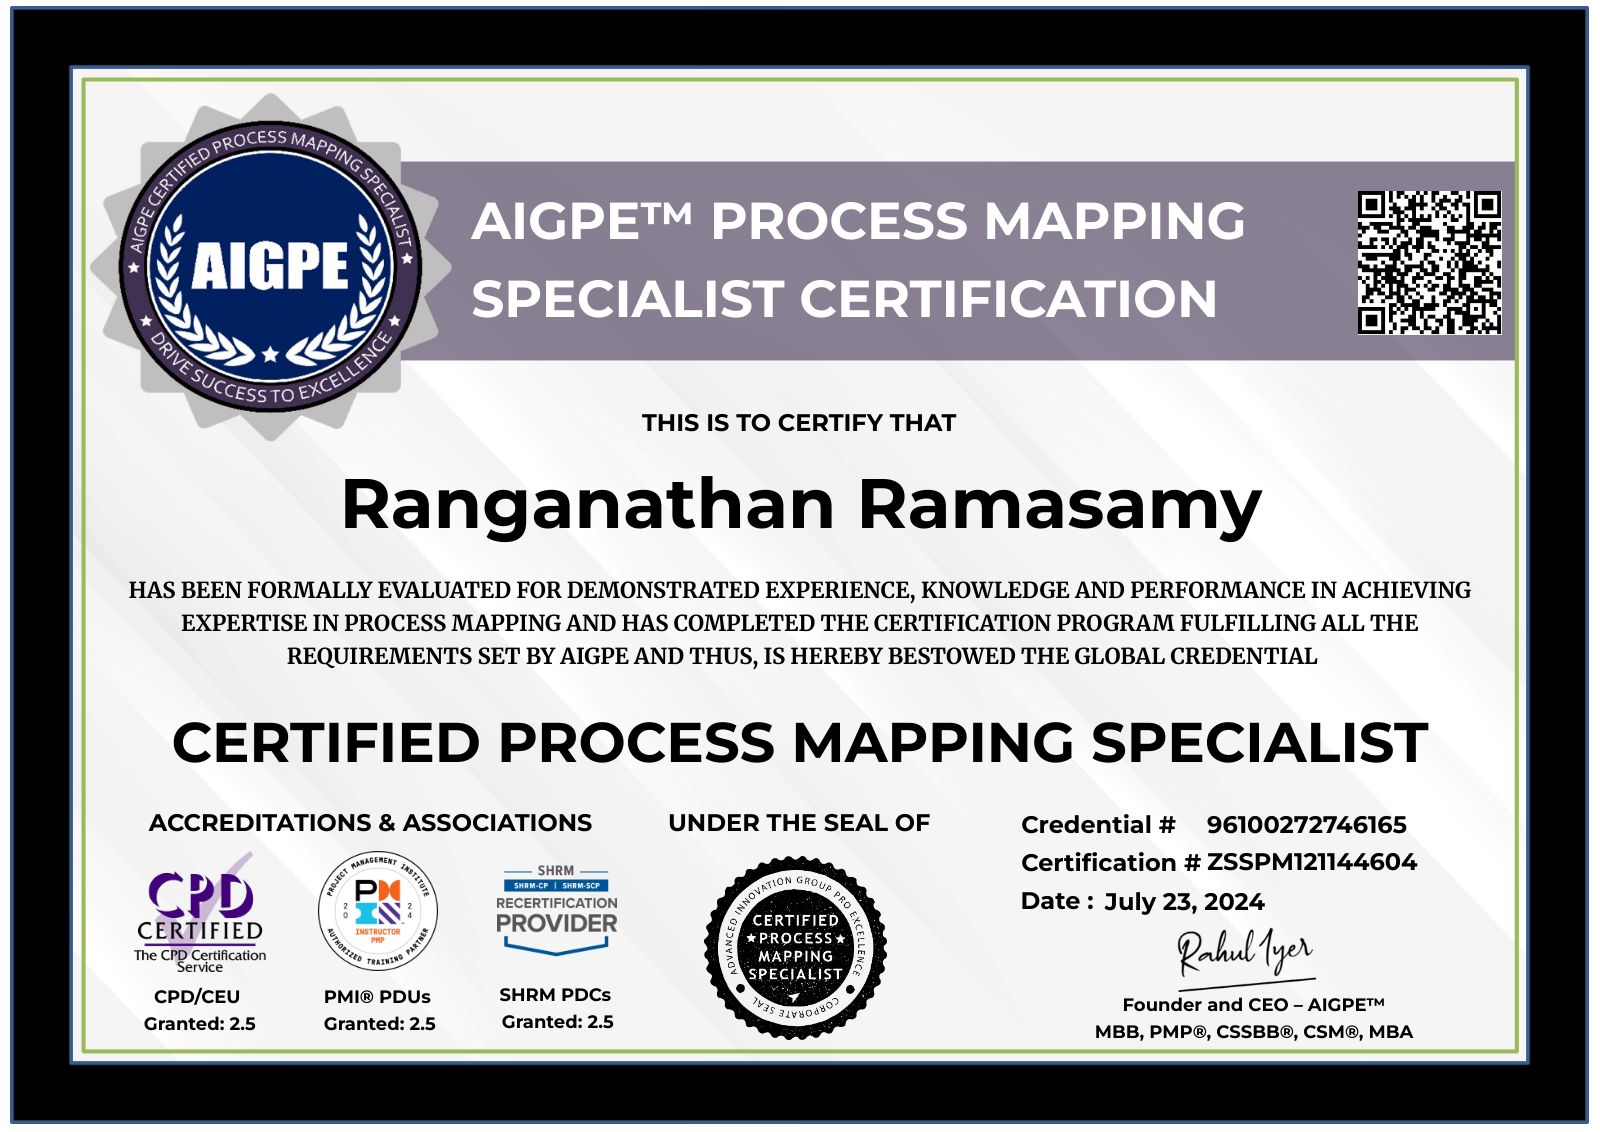 AIGPE CERTIFIED PROCESS MAPPING SPECIALIST
AIGPE
DRIVE SUCCESS TO EXCELLENCE
AIGPE™ PROCESS MAPPING
SPECIALIST CERTIFICATION
THIS IS TO CERTIFY THAT
Ranganathan Ramasamy
HAS BEEN FORMALLY EVALUATED FOR DEMONSTRATED EXPERIENCE, KNOWLEDGE AND PERFORMANCE IN ACHIEVING
EXPERTISE IN PROCESS MAPPING AND HAS COMPLETED THE CERTIFICATION PROGRAM FULFILLING ALL THE
REQUIREMENTS SET BY AIGPE AND THUS, IS HEREBY BESTOWED THE GLOBAL CREDENTIAL
CERTIFIED PROCESS MAPPING SPECIALIST
ACCREDITATIONS & ASSOCIATIONS
CPD
CERTIFIED
The CPD Certification
Service
CPD/CEU
Granted: 2.5
PROJECT MANAGEMENT INSTITUTE
PM
20 24
INSTRUCTOR
PMP
AUTHORIZED TRAINING PARTNER
PMI® PDUs
Granted: 2.5
SHRM
SHRM-CP | SHRM-SCP
RECERTIFICATION
PROVIDER
SHRM PDCs
Granted: 2.5
UNDER THE SEAL OF
ADVANCED INNOVATION GROUP PRO EXCELLENCE
CERTIFIED
PROCESS
MAPPING
SPECIALIST
CORPORATE SEAL
Credential # 96100272746165
Certification # ZSSPM121144604
Date : July 23, 2024
Rahul Iyer
Founder and CEO – AIGPE™
MBB, PMP®, CSSBB®, CSM®, MBA